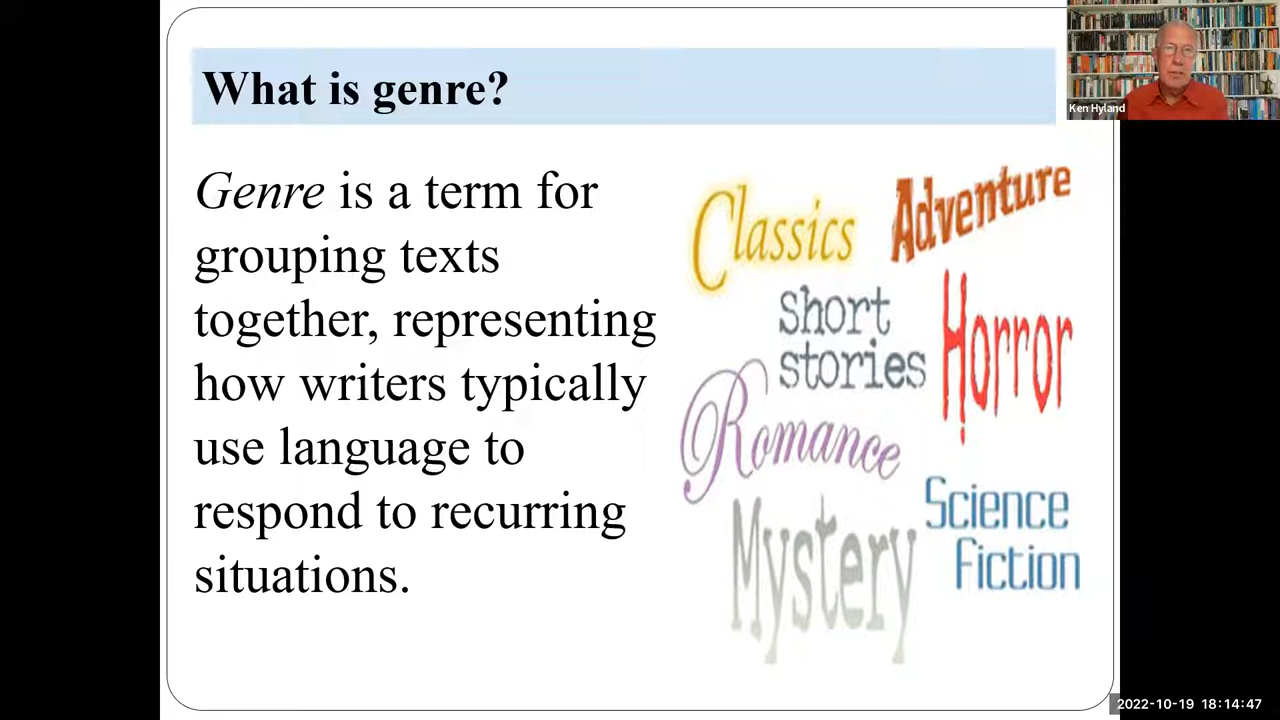 What is genre?
Ken Hyland
Genre is a term for
grouping texts
together, representing
how writers typically
use language to
respond to recurring
situations.
Classics
Adventure
short
stories
Horror
Romance
Science
Fiction
Mystery
2022-10-19 18:14:47